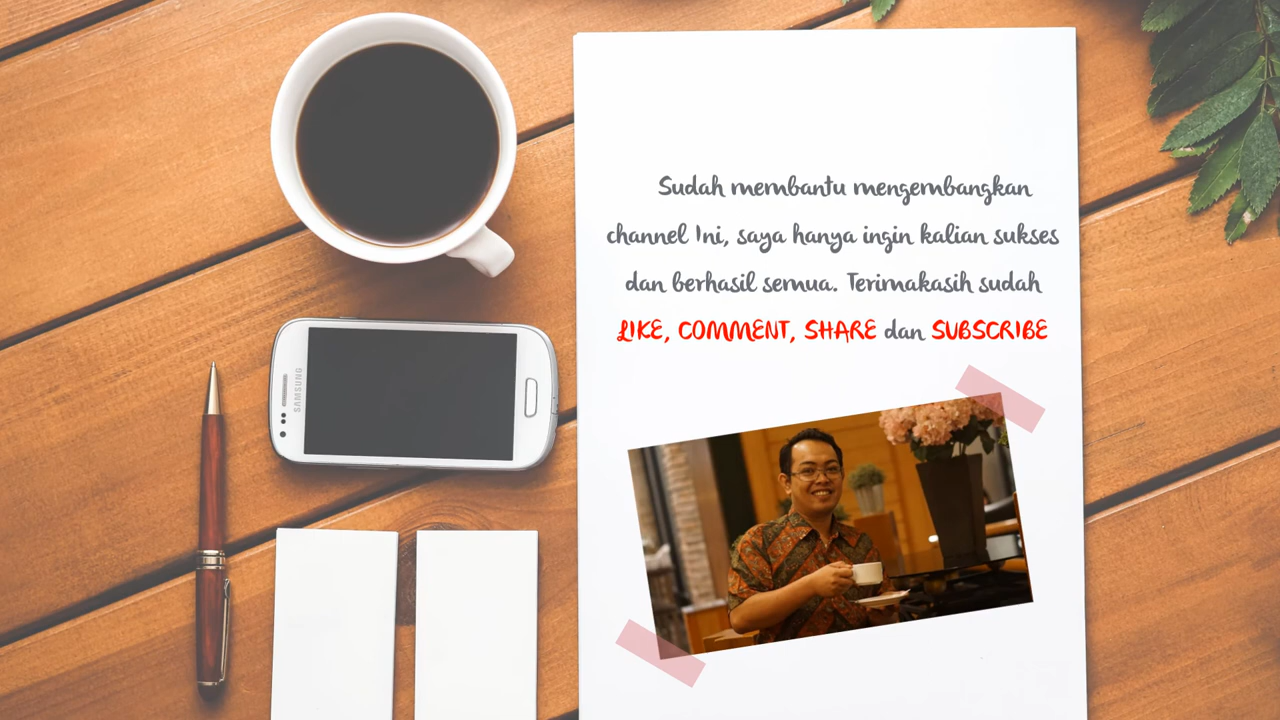 Sudah membantu mengembangkan
channel Ini, saya hanya ingin kalian sukses
dan berhasil semua. Terimakasih sudah
LIKE, COMMENT, SHARE dan SUBSCRIBE
SAMSUNG